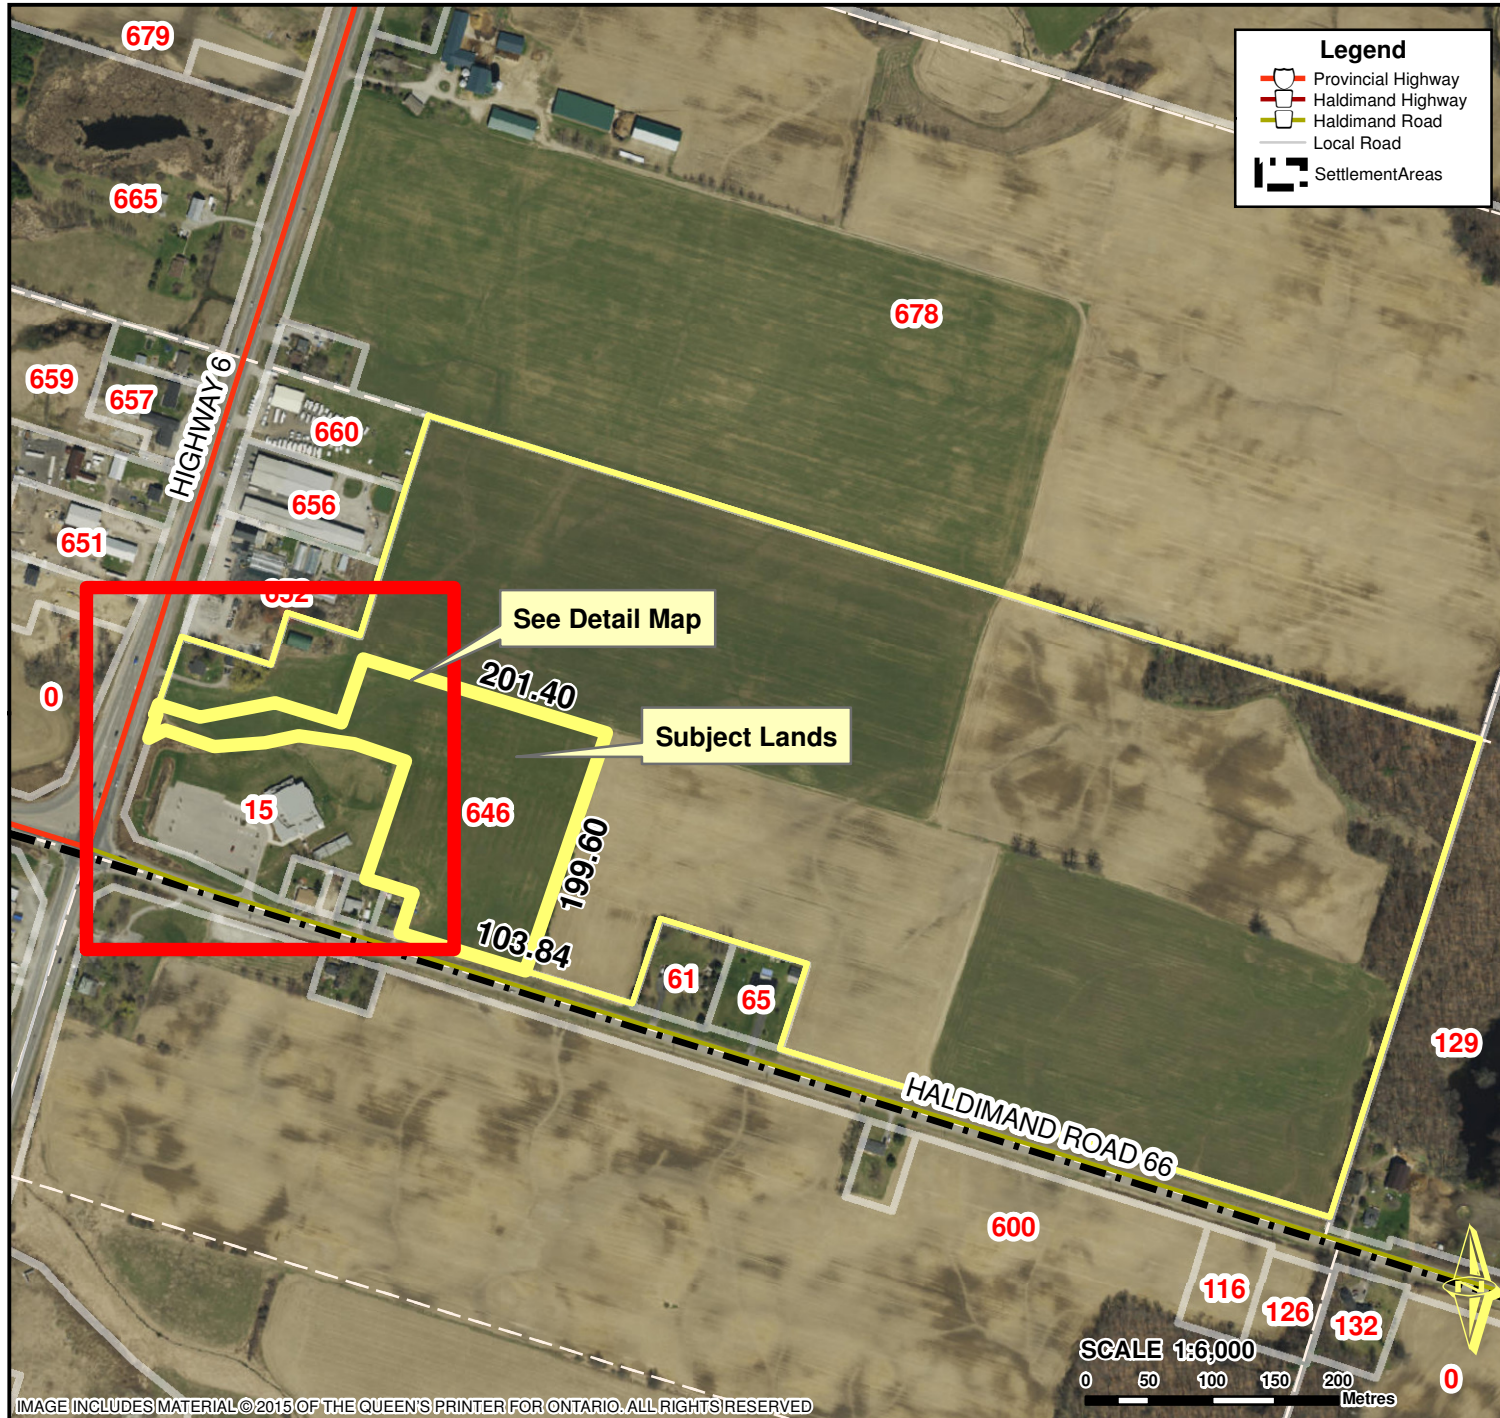 679
Legend
Provincial Highway
Haldimand Highway
Haldimand Road
Local Road
SettlementAreas
665
678
659
657
HIGHWAY 6
660
656
651
652
See Detail Map
201.40
0
Subject Lands
15
646
199.60
103.84
61
65
129
HALDIMAND ROAD 66
600
116
126
132
SCALE 1:6,000
0 50 100 150 200
Metres
0
IMAGE INCLUDES MATERIAL © 2015 OF THE QUEEN'S PRINTER FOR ONTARIO. ALL RIGHTS RESERVED